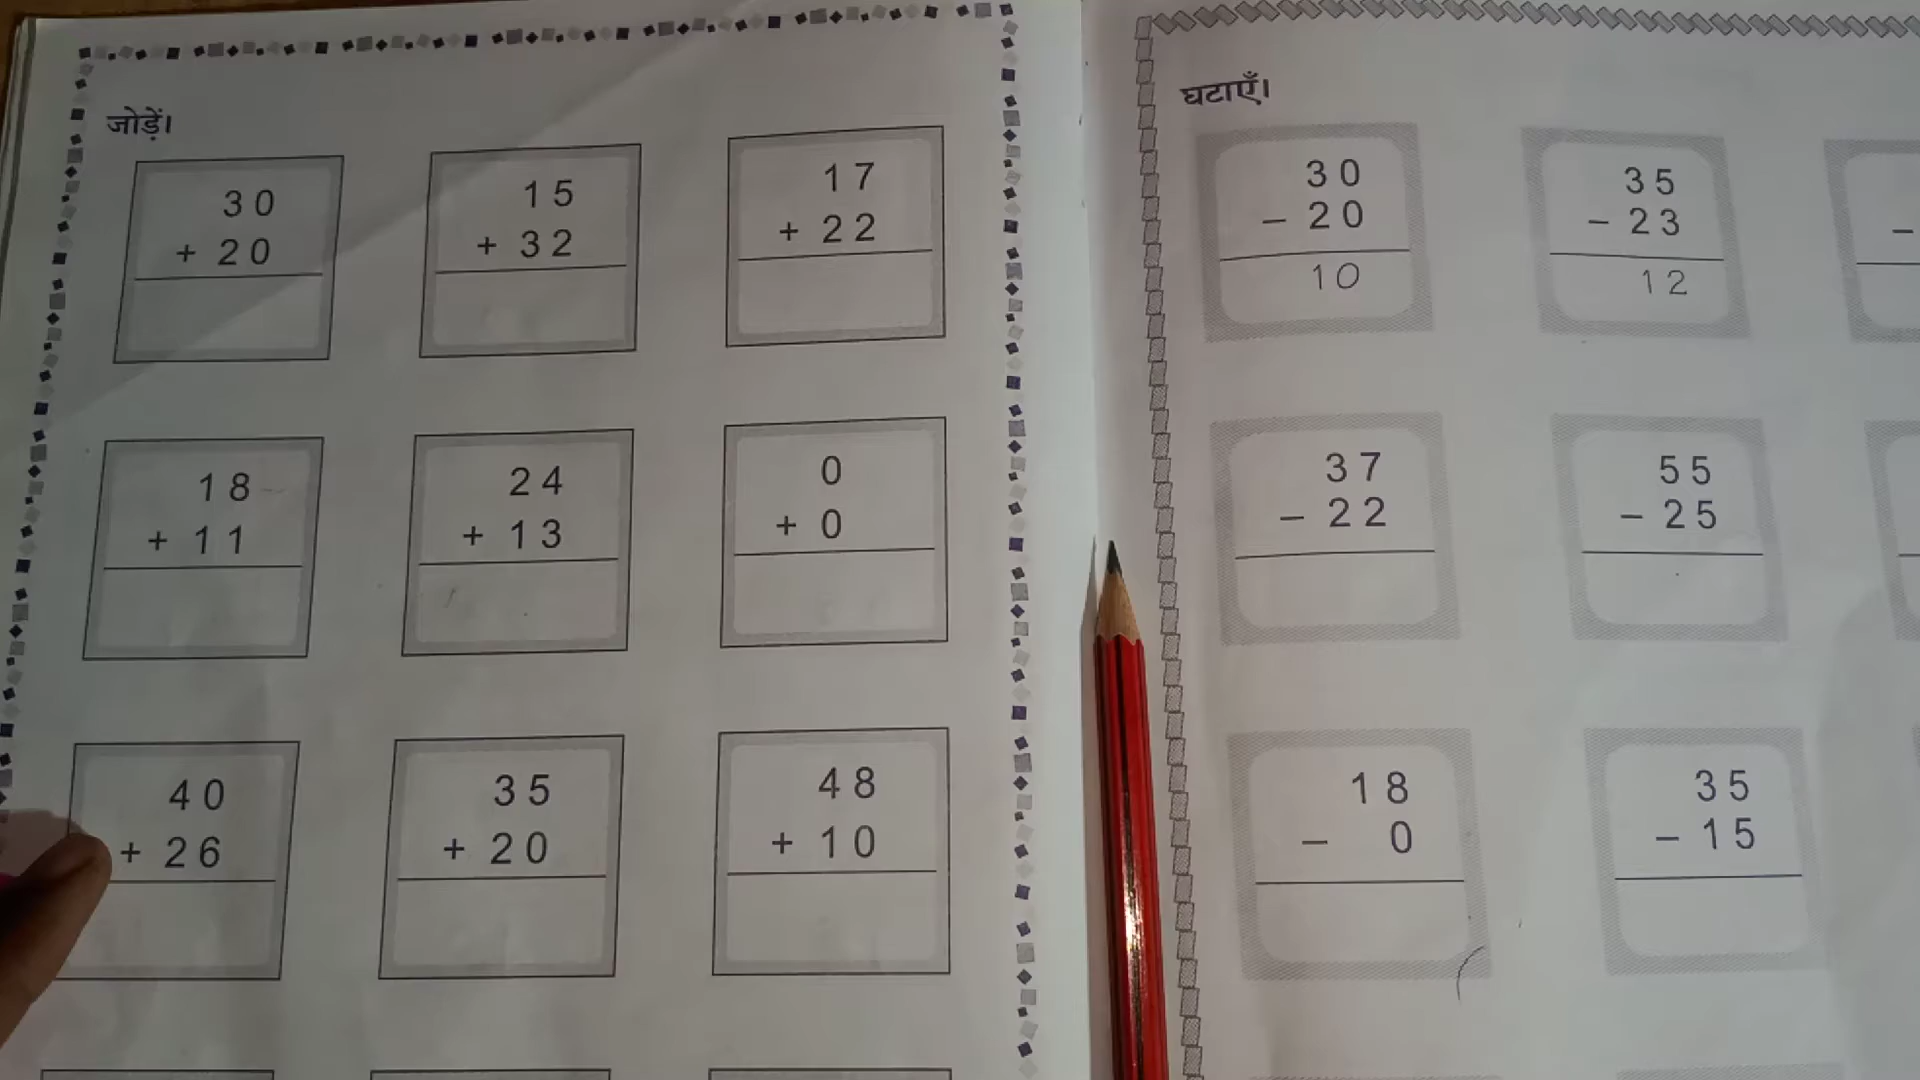 जोड़ें।
30 15 17
+ 20 + 32 + 22
18 24 0
+ 11 + 13 + 0
40 35 48
+ 26 + 20 + 10
घटाएँ।
30 35
− 20 − 23 −
10 12
37 55
− 22 − 25
18 35
− 0 − 15